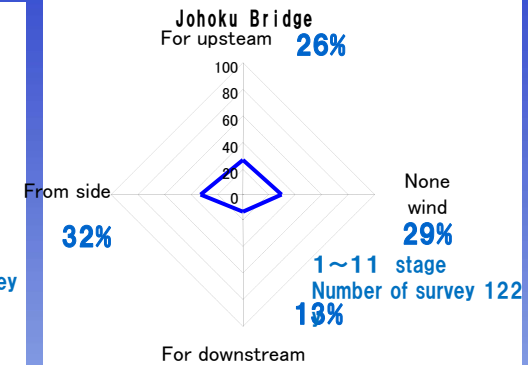 Johoku Bridge
For upsteam
26%
100
80
60
40
20
0
From side
32%
None
wind
29%
ey
1～11 stage
Number of survey 122
13%
For downstream